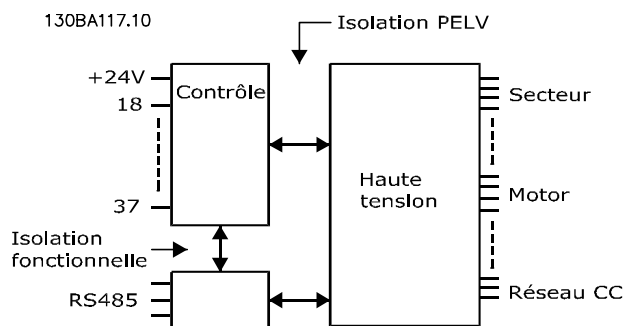 130BA117.10
Isolation PELV
+24V
18
Contrôle
37
Haute
tension
Secteur
Motor
Réseau CC
Isolation
fonctionnelle
RS485